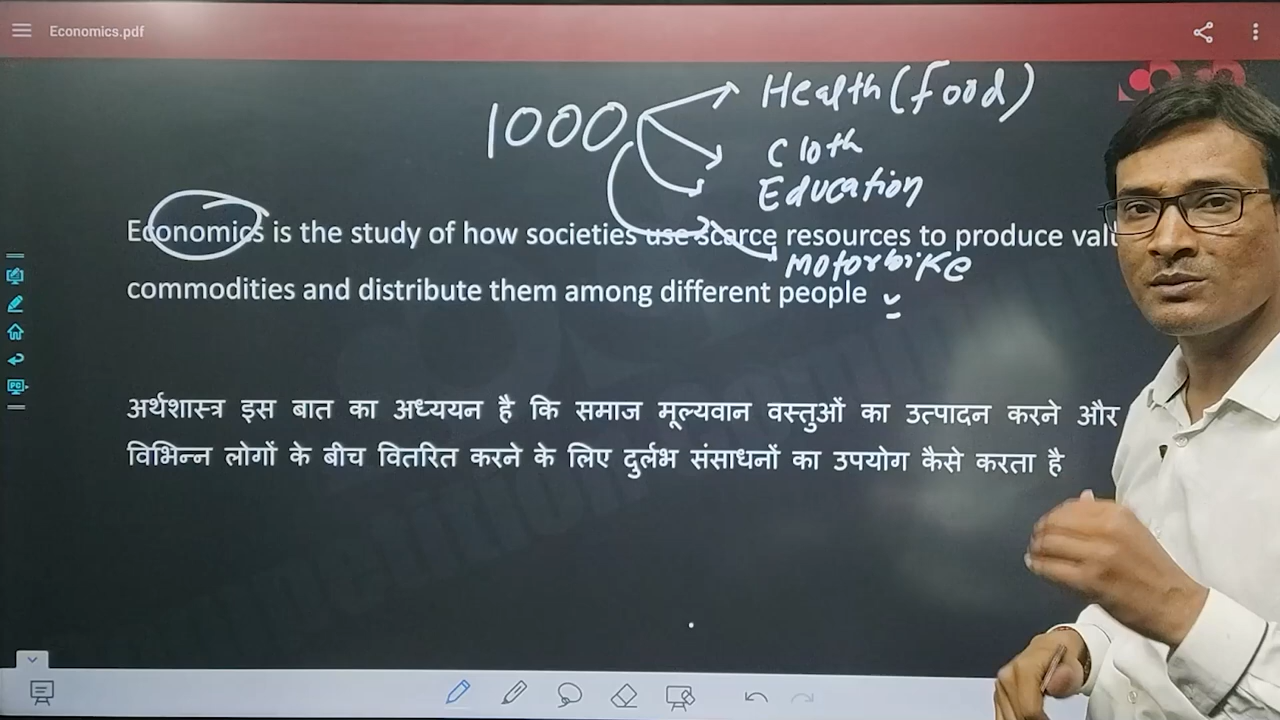 Economics.pdf
1000
Health (Food)
Cloth
Education
Motorbike
Economics is the study of how societies use scarce resources to produce
commodities and distribute them among different people
अर्थशास्त्र इस बात का अध्ययन है कि समाज मूल्यवान वस्तुओं का उत्पादन करने और
विभिन्न लोगों के बीच वितरित करने के लिए दुर्लभ संसाधनों का उपयोग कैसे करता है